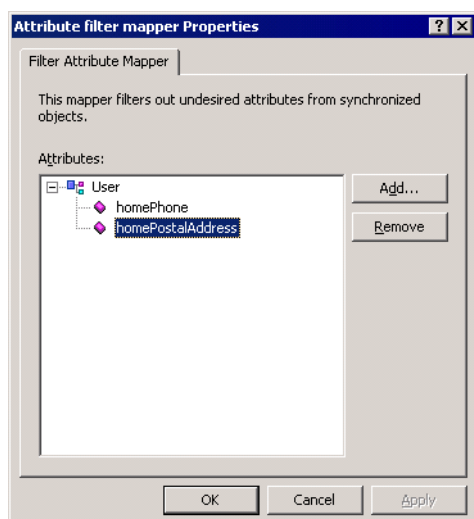 Attribute filter mapper Properties
Filter Attribute Mapper
This mapper filters out undesired attributes from synchronized
objects.
Attributes:
User
homePhone
homePostalAddress
Add...
Remove
OK
Cancel
Apply